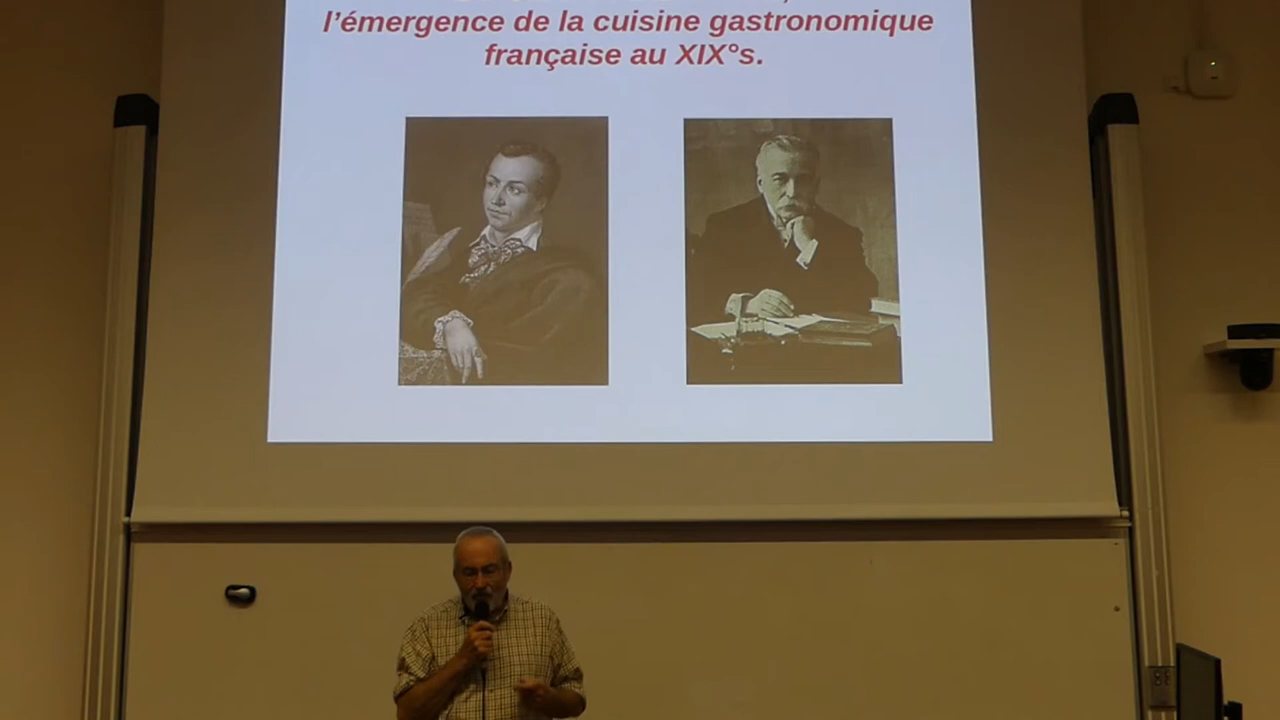 l’émergence de la cuisine gastronomique
française au XIX°s.